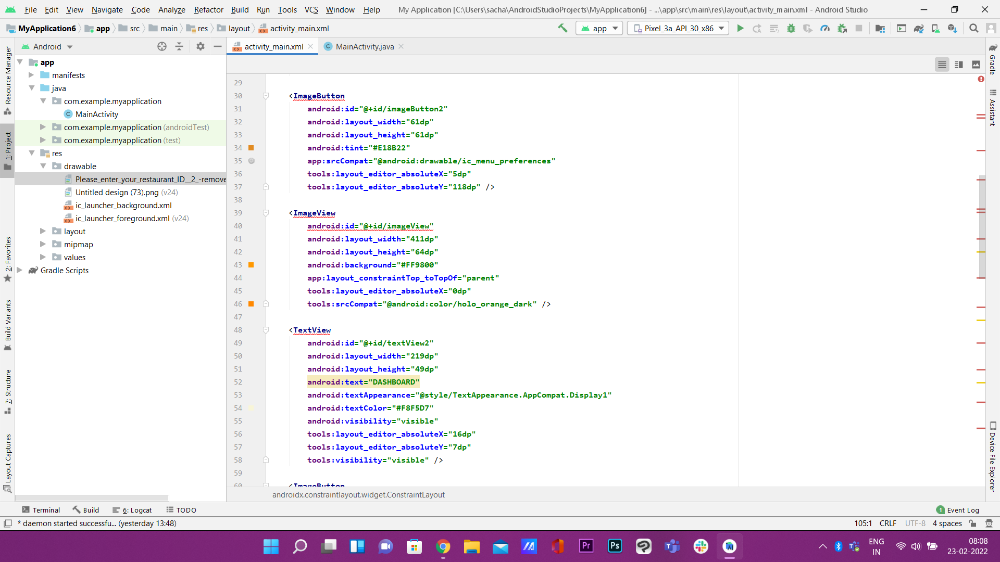 File Edit View Navigate Code Analyze Refactor Build Run Tools VCS Window Help My Application [C:\Users\sacha\AndroidStudioProjects\MyApplication6] - ...\app\src\main\res\layout\activity_main.xml - Android Studio
MyApplication6 app src main res layout activity_main.xml app Pixel_3a_API_30_x86
Android
activity_main.xml MainActivity.java
Resource Manager
1: Project
2: Favorites
Build Variants
7: Structure
Layout Captures
app
manifests
java
com.example.myapplication
MainActivity
com.example.myapplication (androidTest)
com.example.myapplication (test)
res
drawable
Please_enter_your_restaurant_ID__2_-remove
Untitled design (73).png (v24)
ic_launcher_background.xml
ic_launcher_foreground.xml (v24)
layout
mipmap
values
Gradle Scripts
29
30 <ImageButton
31 android:id="@+id/imageButton2"
32 android:layout_width="61dp"
33 android:layout_height="61dp"
34 android:tint="#E18B22"
35 app:srcCompat="@android:drawable/ic_menu_preferences"
36 tools:layout_editor_absoluteX="5dp"
37 tools:layout_editor_absoluteY="118dp" />
38
39 <ImageView
40 android:id="@+id/imageView"
41 android:layout_width="411dp"
42 android:layout_height="64dp"
43 android:background="#FF9800"
44 app:layout_constraintTop_toTopOf="parent"
45 tools:layout_editor_absoluteX="0dp"
46 tools:srcCompat="@android:color/holo_orange_dark" />
47
48 <TextView
49 android:id="@+id/textView2"
50 android:layout_width="219dp"
51 android:layout_height="49dp"
52 android:text="DASHBOARD"
53 android:textAppearance="@style/TextAppearance.AppCompat.Display1"
54 android:textColor="#F8F5D7"
55 android:visibility="visible"
56 tools:layout_editor_absoluteX="16dp"
57 tools:layout_editor_absoluteY="7dp"
58 tools:visibility="visible" />
59
60 <ImageButton
androidx.constraintlayout.widget.ConstraintLayout
Gradle
Assistant
Device File Explorer
Terminal Build 6: Logcat TODO 1 Event Log
* daemon started successfu... (yesterday 13:48) 105:1 CRLF UTF-8 4 spaces
Pr Ps
ENG
IN
08:08
23-02-2022